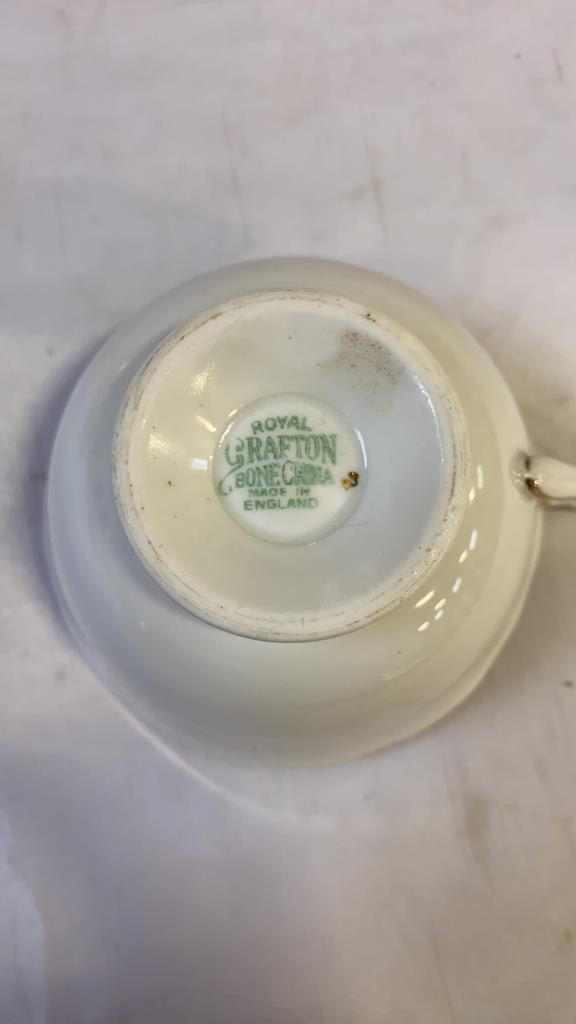 ROYAL
GRAFTON
BONE CHINA
MADE IN
ENGLAND